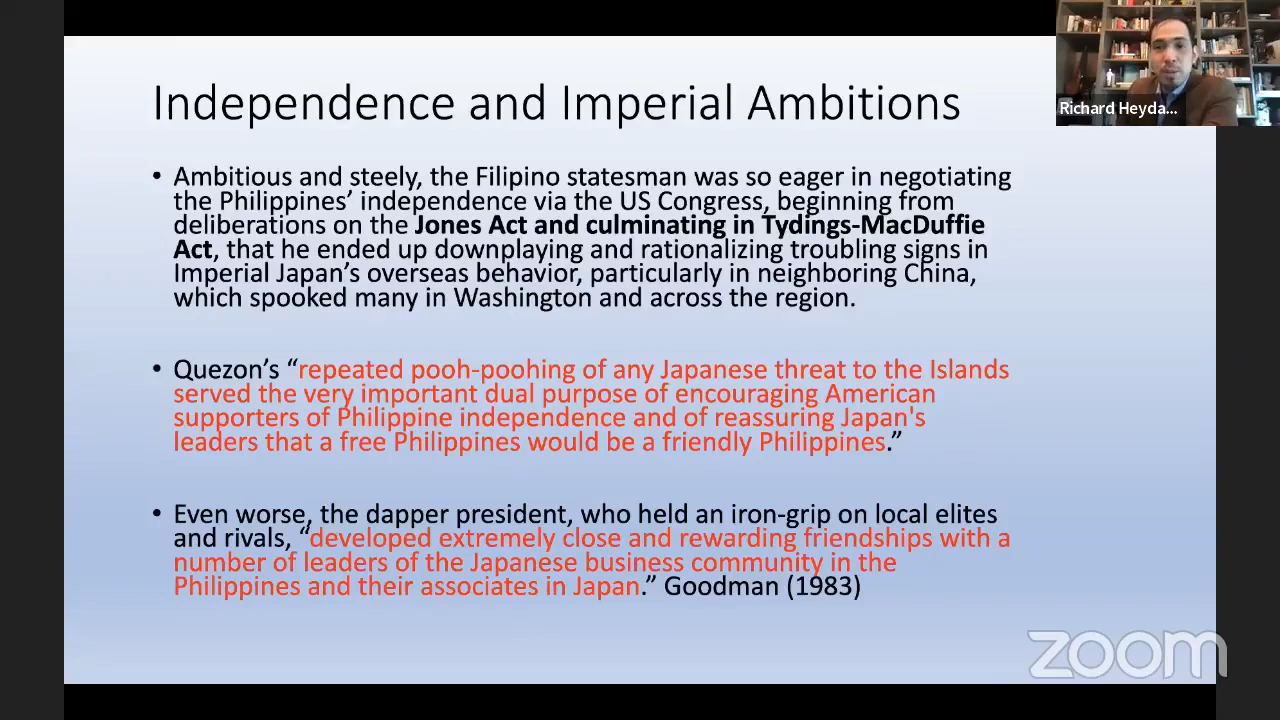 Independence and Imperial Ambitions
Richard Heyda...
• Ambitious and steely, the Filipino statesman was so eager in negotiating
the Philippines’ independence via the US Congress, beginning from
deliberations on the Jones Act and culminating in Tydings-MacDuffie
Act, that he ended up downplaying and rationalizing troubling signs in
Imperial Japan’s overseas behavior, particularly in neighboring China,
which spooked many in Washington and across the region.
• Quezon’s “repeated pooh-poohing of any Japanese threat to the Islands
served the very important dual purpose of encouraging American
supporters of Philippine independence and of reassuring Japan's
leaders that a free Philippines would be a friendly Philippines.”
• Even worse, the dapper president, who held an iron-grip on local elites
and rivals, “developed extremely close and rewarding friendships with a
number of leaders of the Japanese business community in the
Philippines and their associates in Japan.” Goodman (1983)
zoom